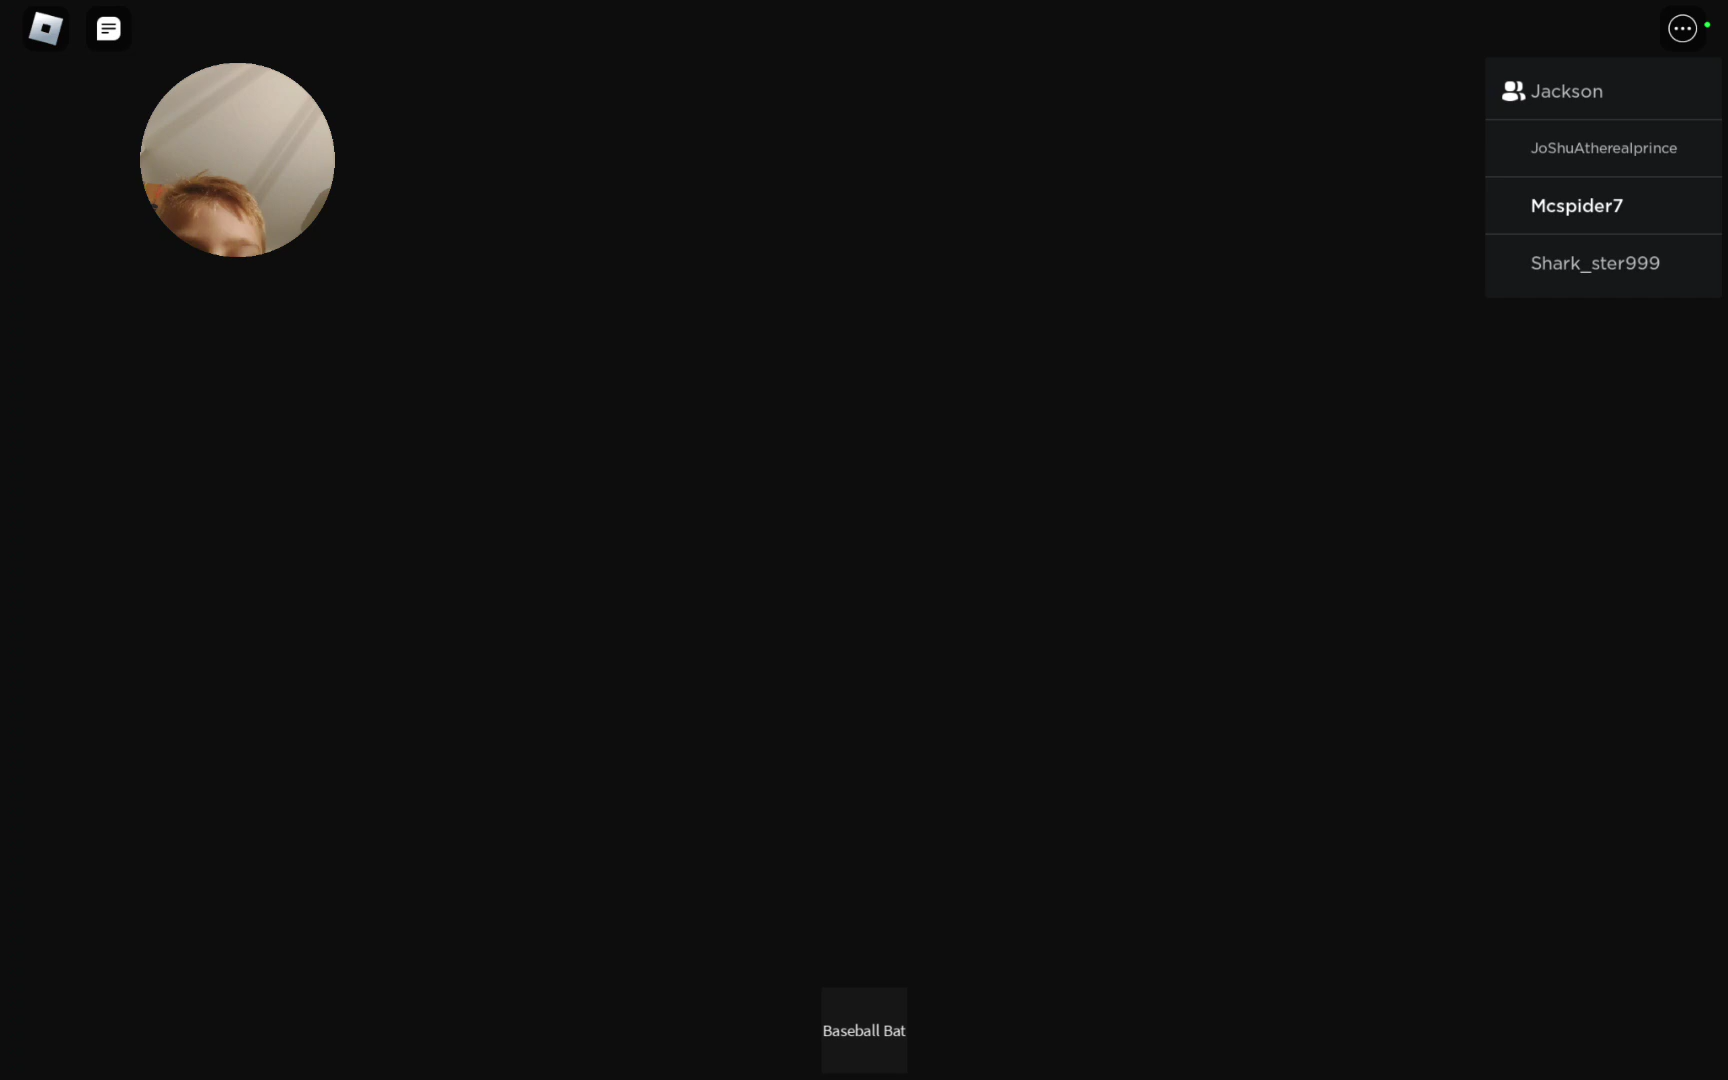 Jackson
JoShuAtherealprince
Mcspider7
Shark_ster999
Baseball Bat